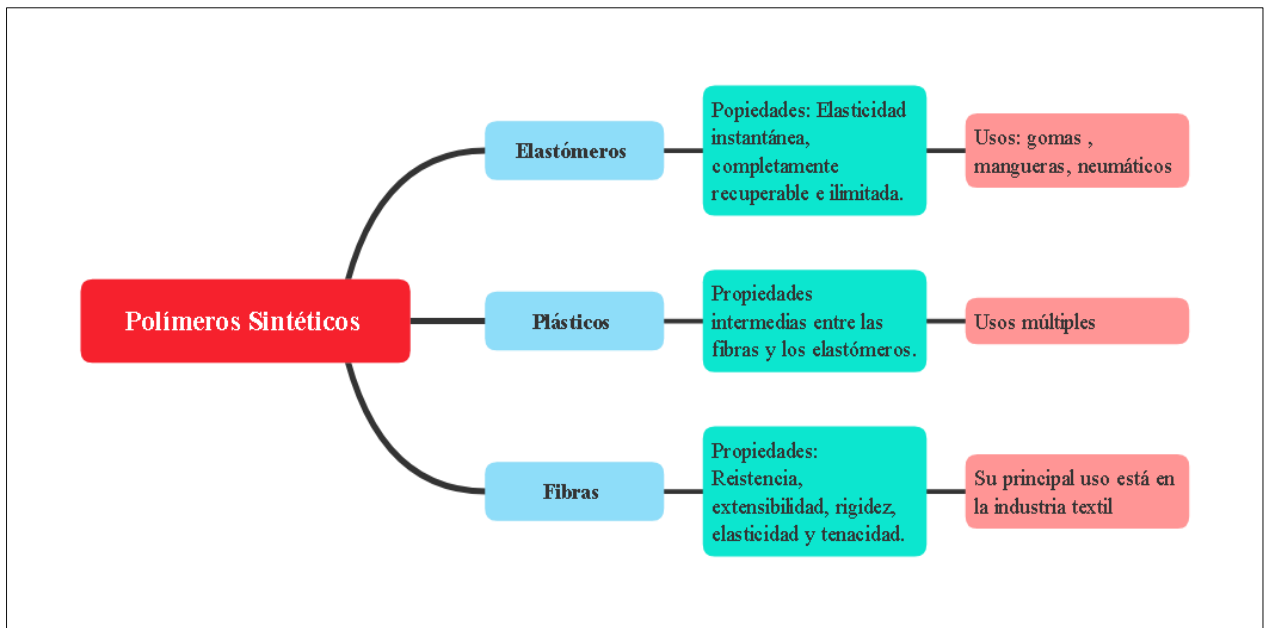 Polímeros Sintéticos
Elastómeros
Popiedades: Elasticidad
instantánea,
completamente
recuperable e ilimitada.
Usos: gomas ,
mangueras, neumáticos
Plásticos
Propiedades
intermedias entre las
fibras y los elastómeros.
Usos múltiples
Fibras
Propiedades:
Reistencia,
extensibilidad, rigidez,
elasticidad y tenacidad.
Su principal uso está en
la industria textil